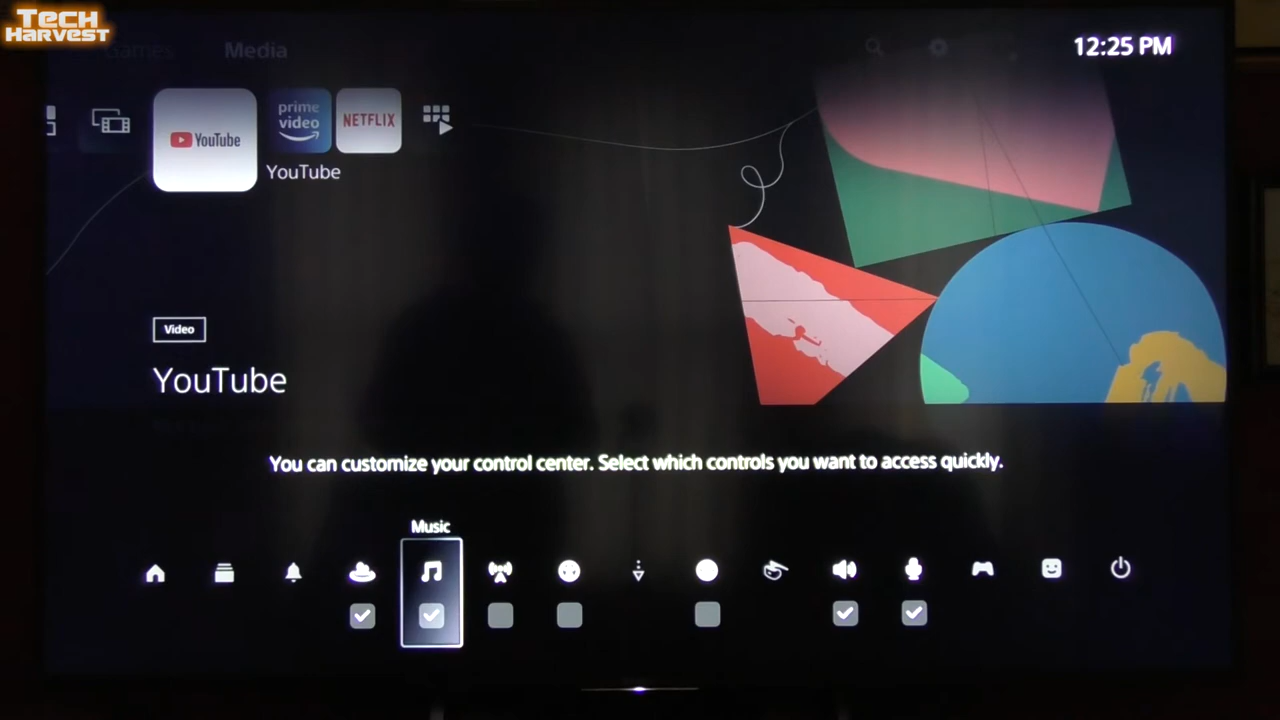 TECH
HARVEST
Games
Media
12:25 PM
YouTube
prime
video
NETFLIX
YouTube
Video
YouTube
You can customize your control center. Select which controls you want to access quickly.
Music